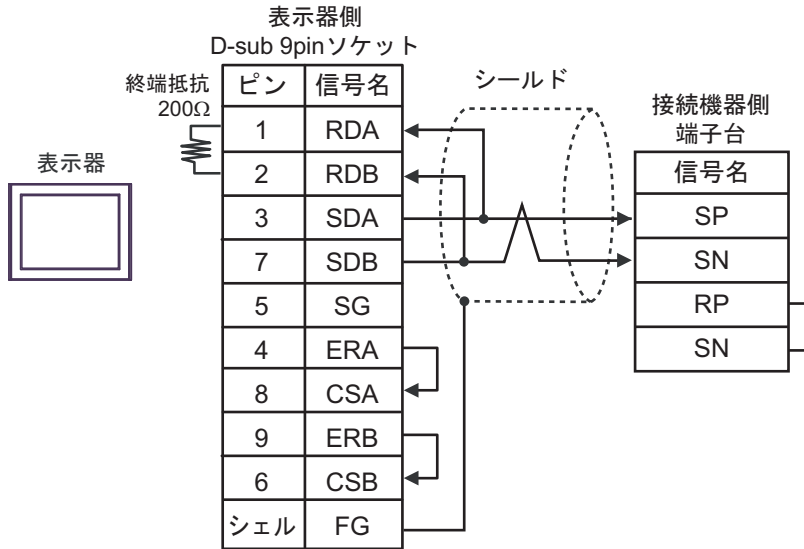 表示器側
D-sub 9pinソケット
終端抵抗
200Ω
表示器
ピン 信号名
1 RDA
2 RDB
3 SDA
7 SDB
5 SG
4 ERA
8 CSA
9 ERB
6 CSB
シェル FG
シールド
接続機器側
端子台
信号名
SP
SN
RP
SN